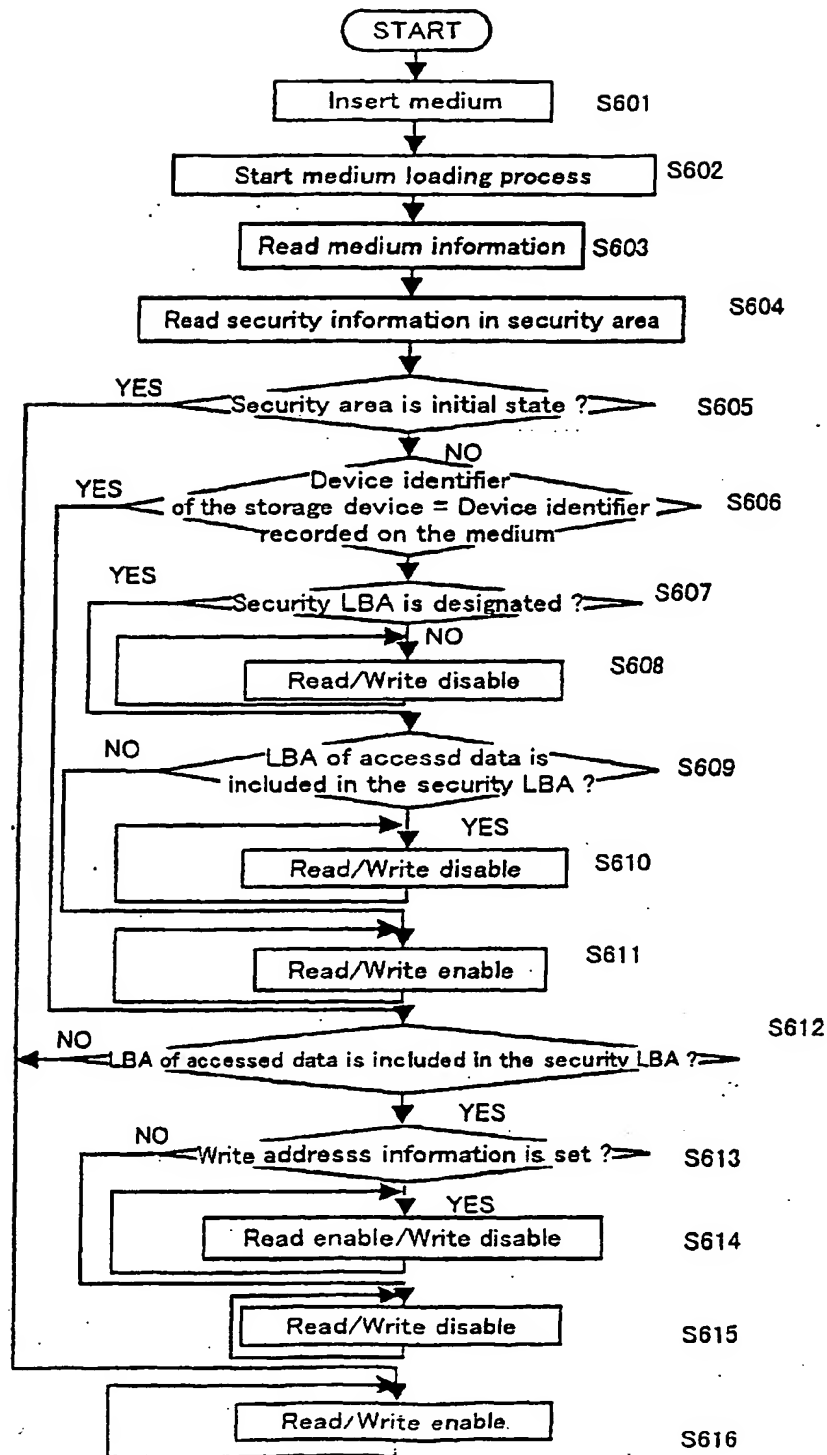 START
Insert medium S601
Start medium loading process S602
Read medium information S603
Read security information in security area S604
YES
Security area is initial state ? S605
NO
YES
Device identifier
of the storage device = Device identifier S606
recorded on the medium
YES
Security LBA is designated ? S607
NO
Read/Write disable S608
NO
LBA of accessd data is
included in the security LBA ? S609
YES
Read/Write disable S610
Read/Write enable S611
S612
NO
LBA of accessed data is included in the security LBA ?
YES
NO
Write addresss information is set ? S613
YES
Read enable/Write disable S614
Read/Write disable S615
Read/Write enable S616